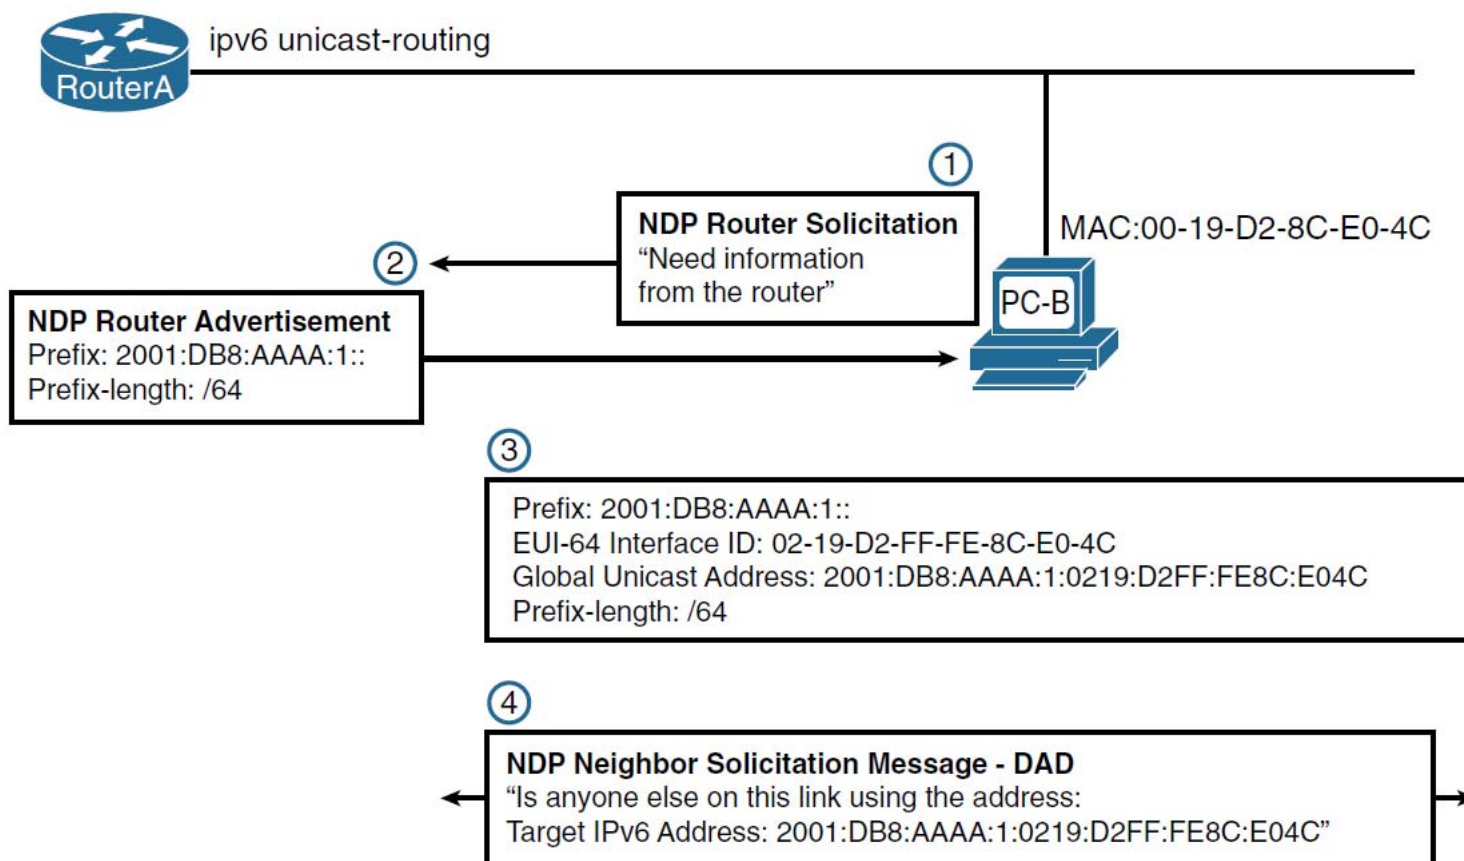 ipv6 unicast-routing
RouterA
1
NDP Router Solicitation
“Need information
from the router”
MAC:00-19-D2-8C-E0-4C
PC-B
2
NDP Router Advertisement
Prefix: 2001:DB8:AAAA:1::
Prefix-length: /64
3
Prefix: 2001:DB8:AAAA:1::
EUI-64 Interface ID: 02-19-D2-FF-FE-8C-E0-4C
Global Unicast Address: 2001:DB8:AAAA:1:0219:D2FF:FE8C:E04C
Prefix-length: /64
4
NDP Neighbor Solicitation Message - DAD
“Is anyone else on this link using the address:
Target IPv6 Address: 2001:DB8:AAAA:1:0219:D2FF:FE8C:E04C”